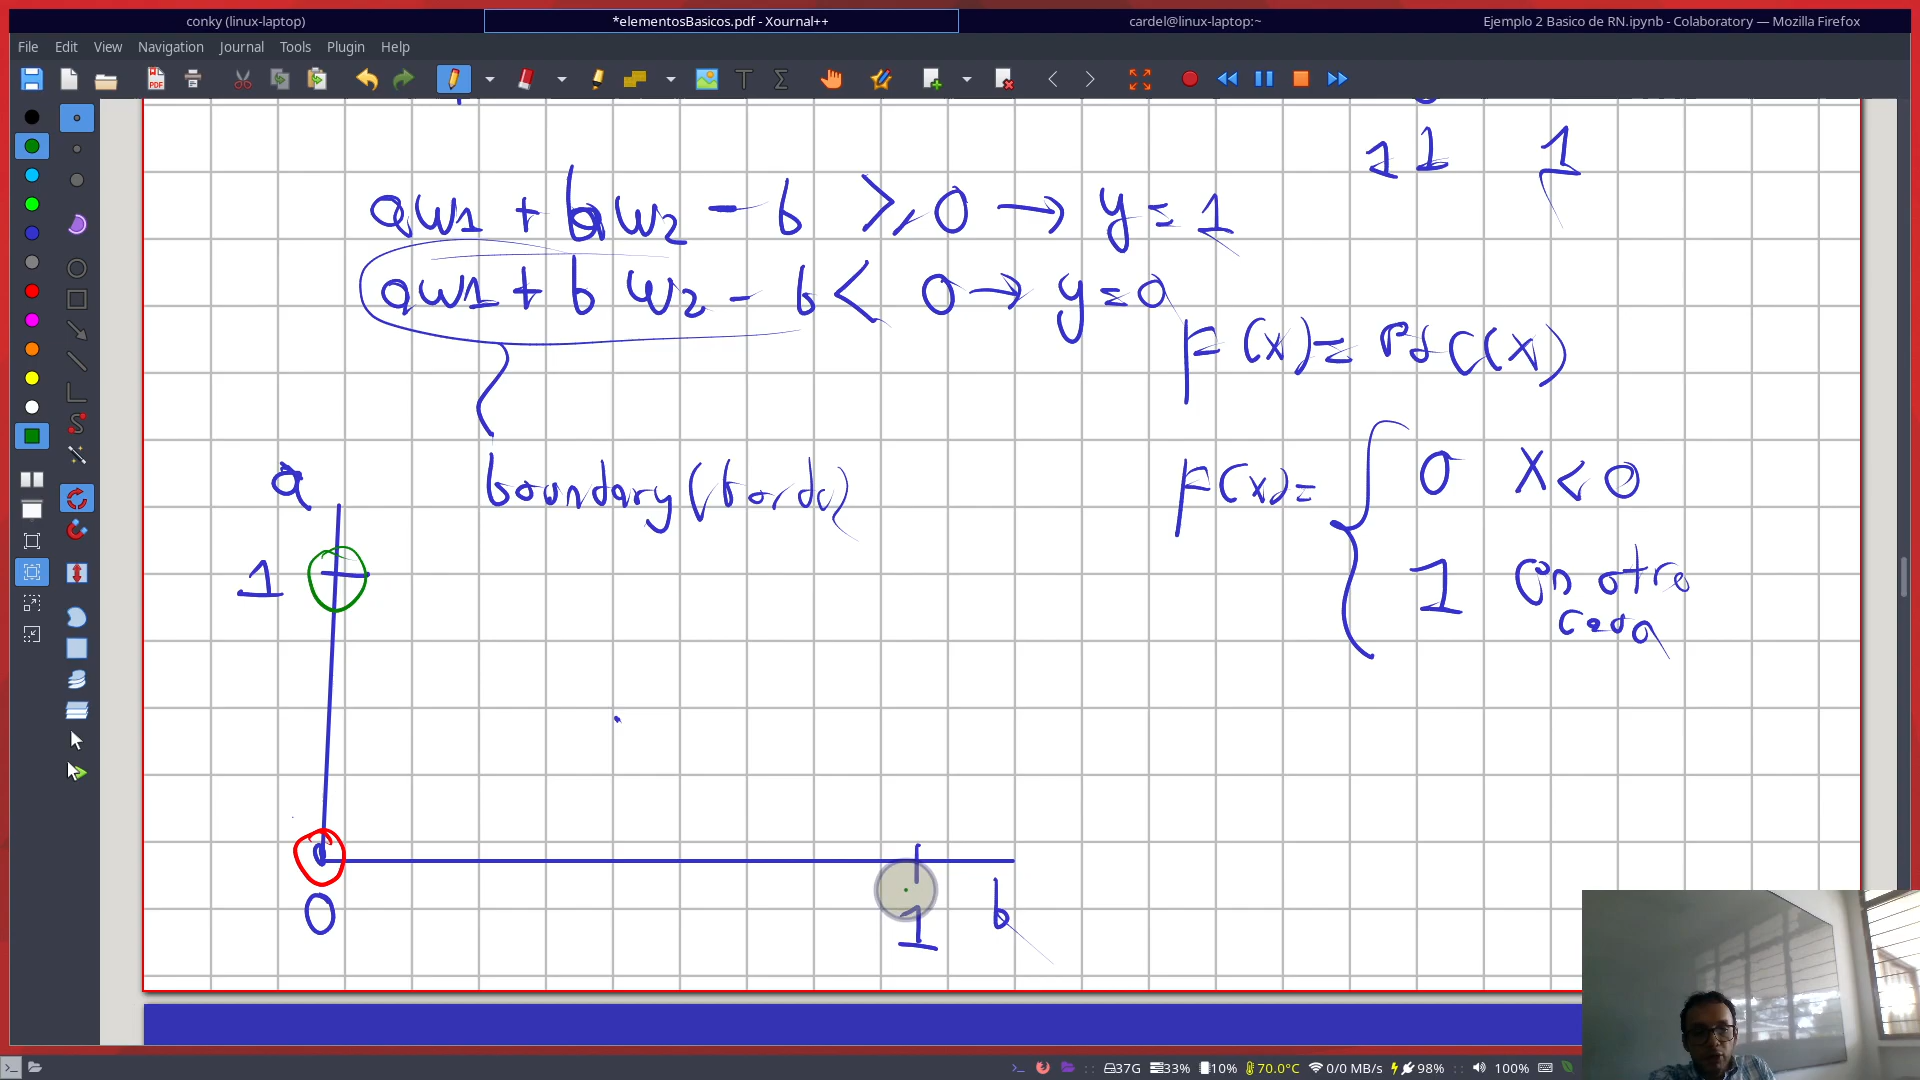 conky (linux-laptop)
*elementosBasicos.pdf - Xournal++
cardel@linux-laptop:~
Ejemplo 2 Basico de RN.ipynb - Colaboratory — Mozilla Firefox
File Edit View Navigation Journal Tools Plugin Help
1 1 1
aw1 + bw2 - b ≥ 0 → y = 1
aw1 + b w2 - b < 0 → y = 0
F(x) =
a
boundary (borde)
F(x) = { 0 x < 0
1 1 en otro
caso
0 1 b
37G 33% 10% 70.0°C 0/0 MB/s 98% 100%